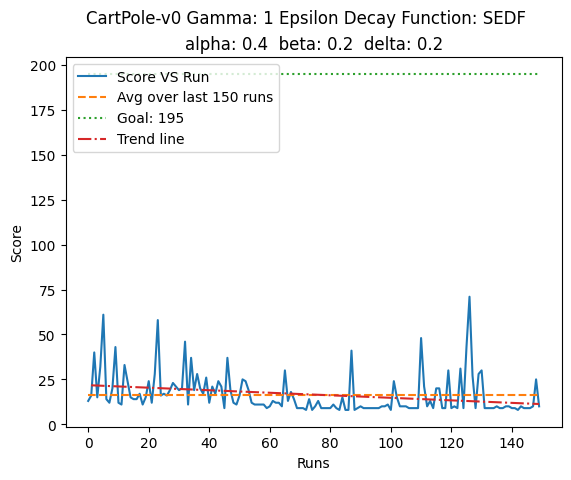 CartPole-v0 Gamma: 1 Epsilon Decay Function: SEDF
alpha: 0.4  beta: 0.2  delta: 0.2
200
175
150
125
100
75
50
25
0
Score
Score VS Run
Avg over last 150 runs
Goal: 195
Trend line
0 20 40 60 80 100 120 140
Runs